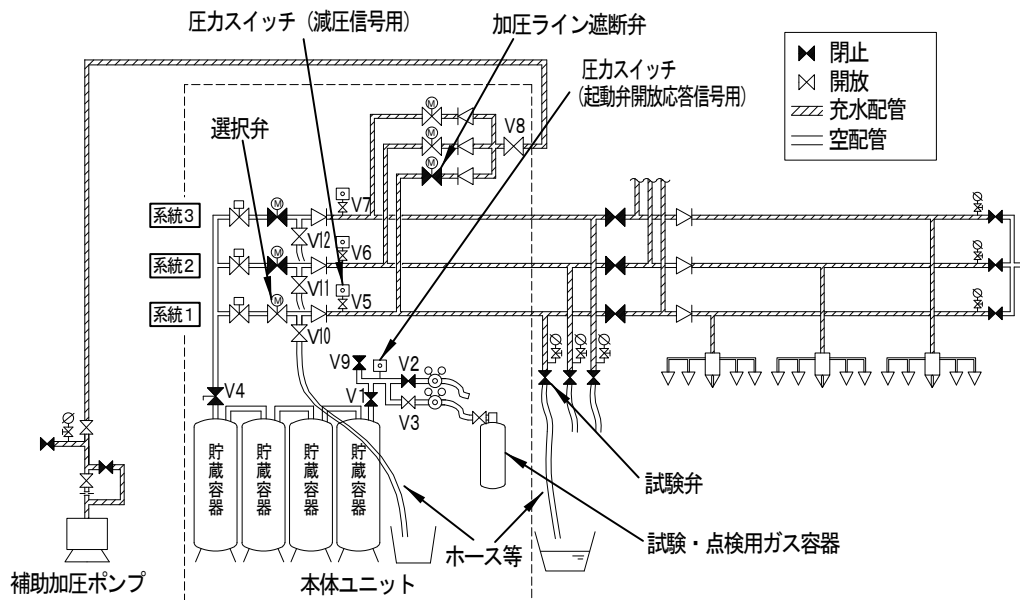 圧力スイッチ（減圧信号用）
加圧ライン遮断弁
圧力スイッチ
（起動弁開放応答信号用）
閉止
開放
充水配管
空配管
選択弁
M
M
M
V8
系統3
M
V7
V12
系統2
M
V6
V11
系統1
M
V5
V10
V9
V2
V4
V1
V3
貯蔵容器
貯蔵容器
貯蔵容器
貯蔵容器
試験弁
試験・点検用ガス容器
ホース等
補助加圧ポンプ
本体ユニット